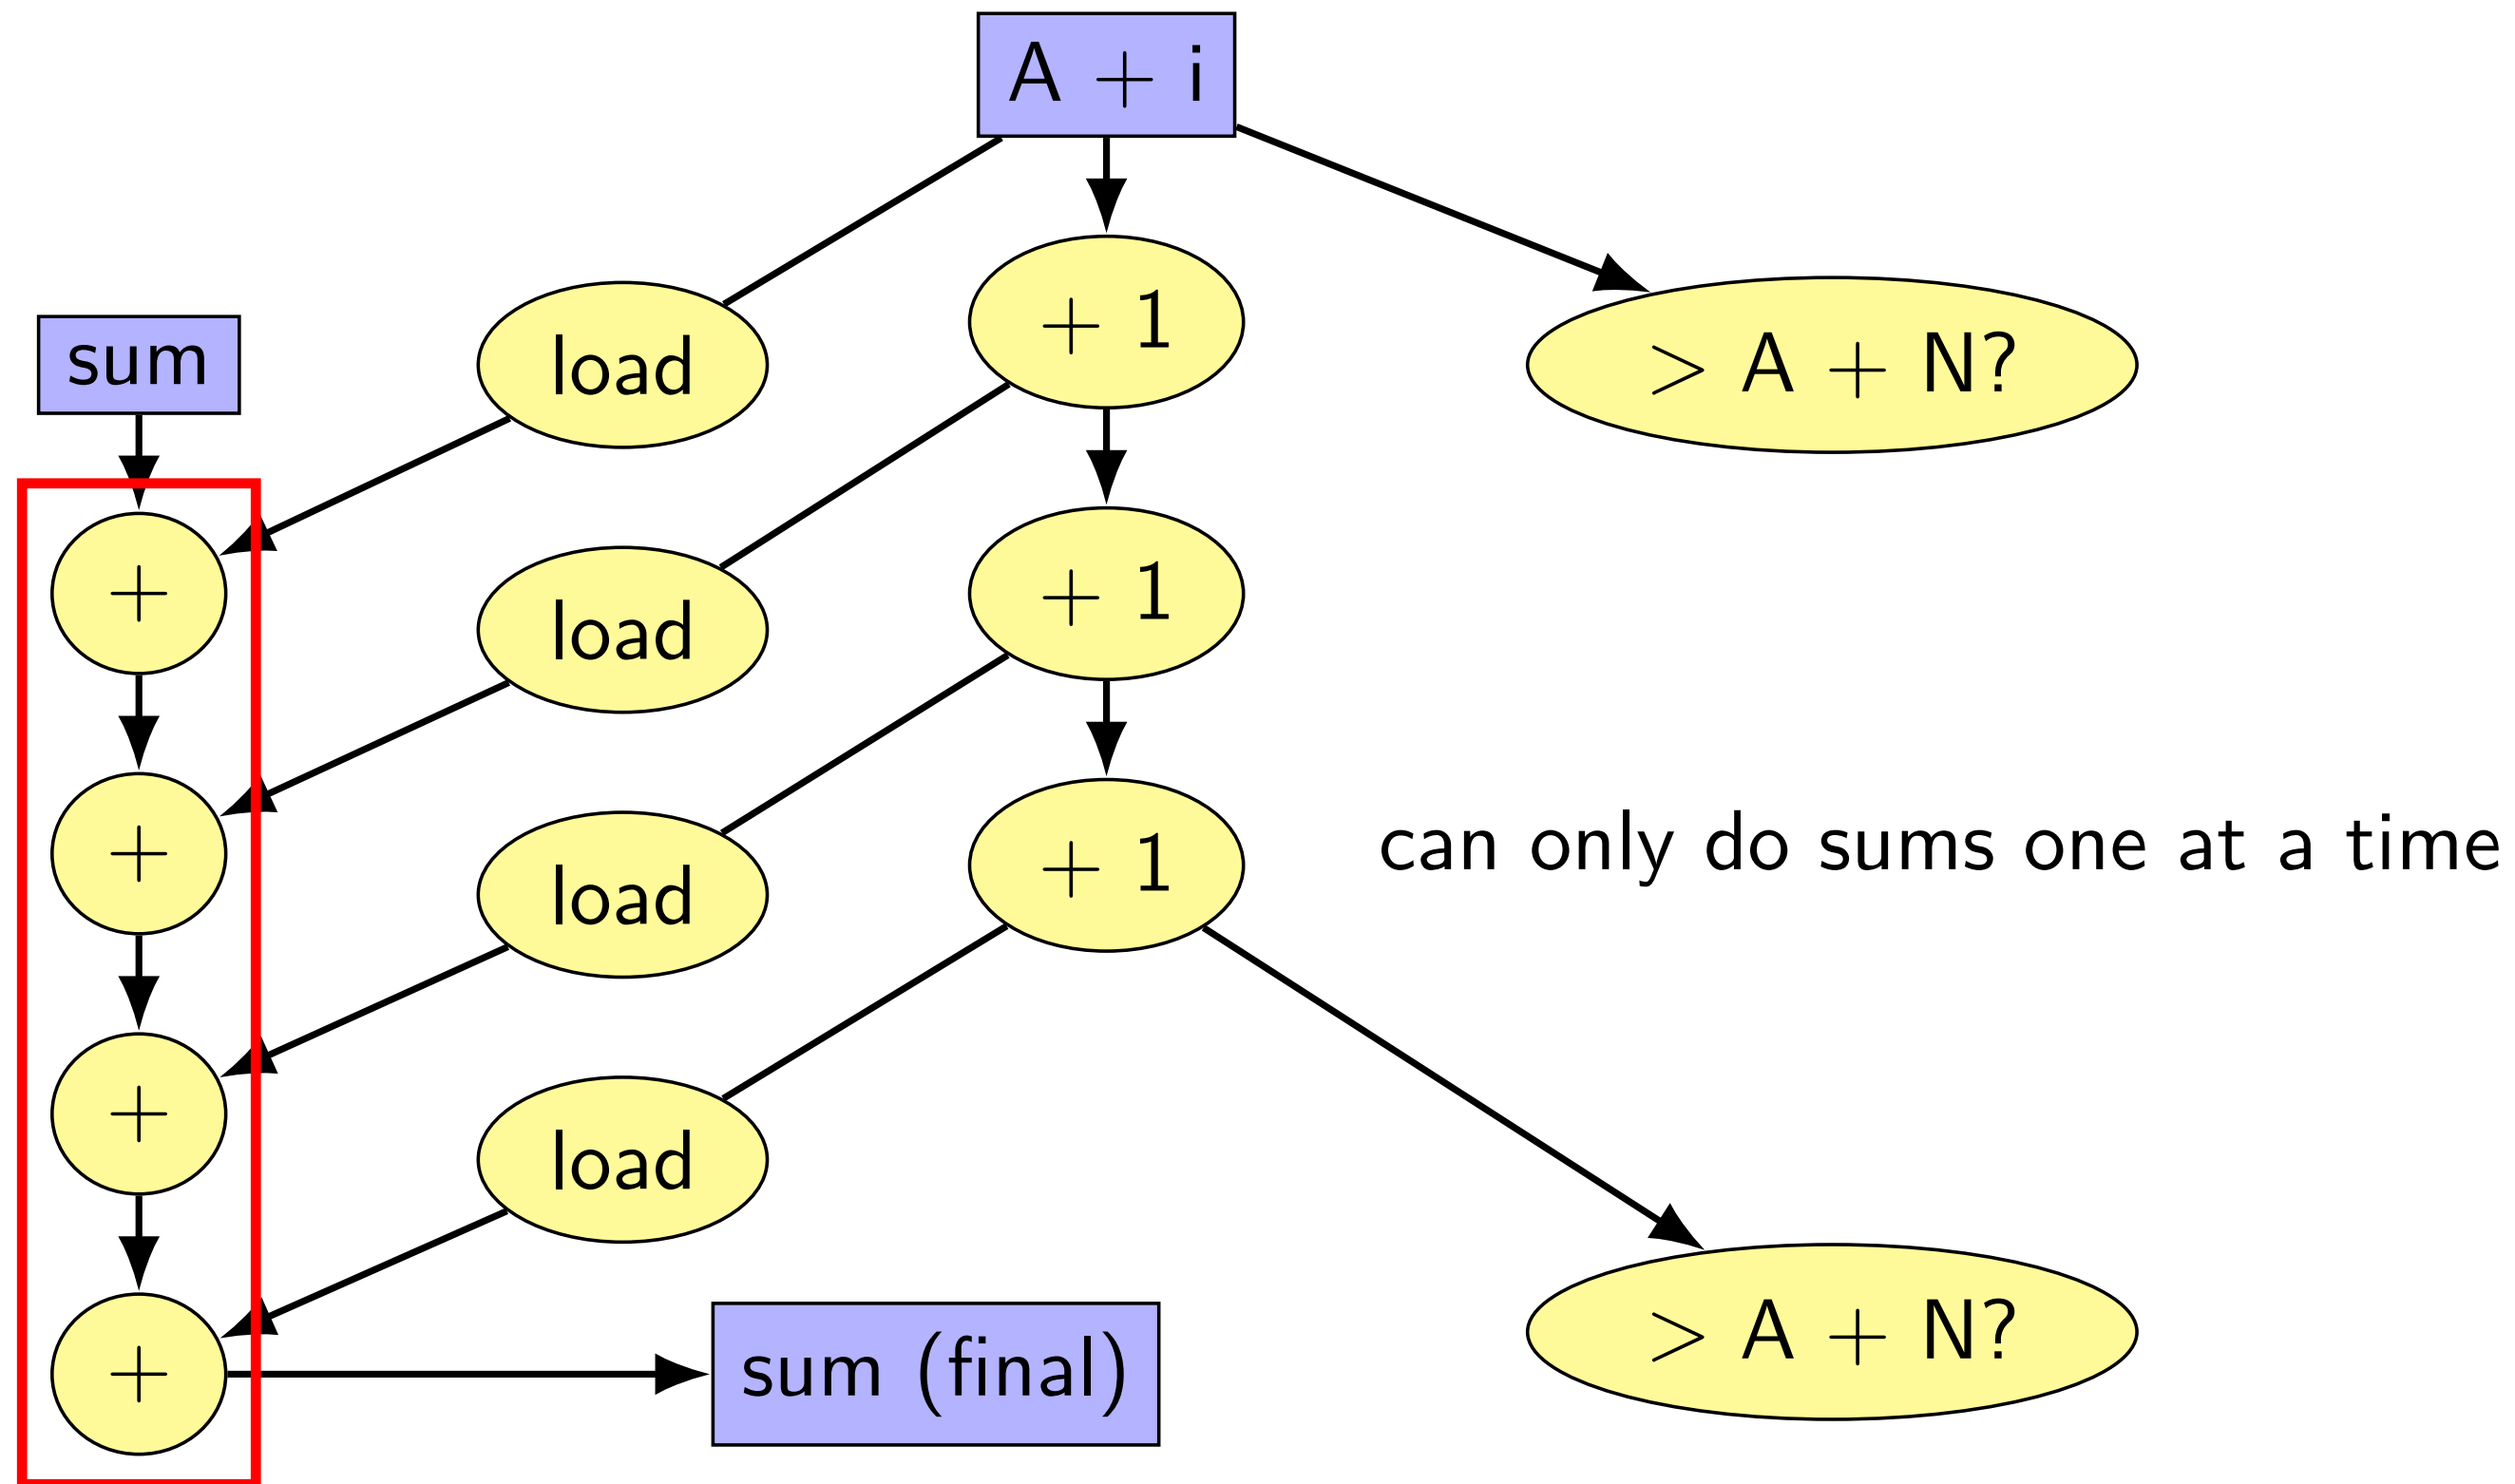 A + i
+ 1
load
> A + N?
sum
+
+ 1
load
+
+ 1
can only do sums one at a time
load
+
load
> A + N?
sum (final)
+